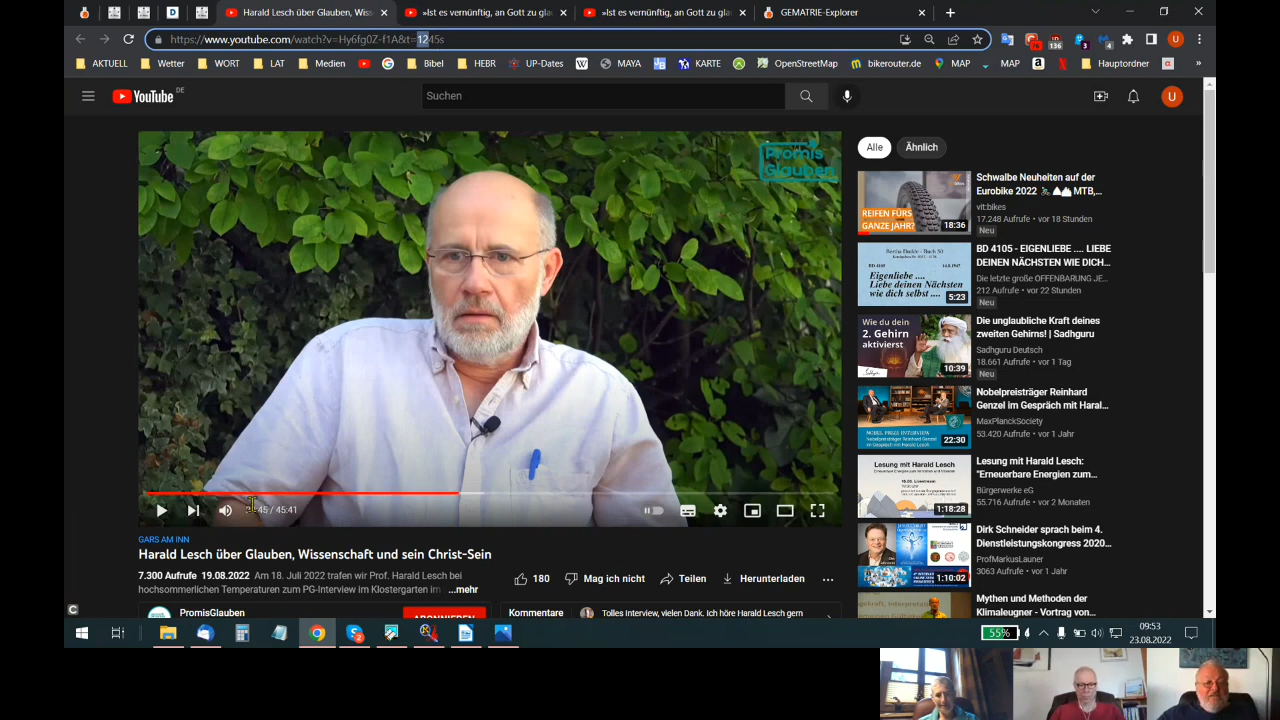 Harald Lesch über Glauben, Wiss
»Ist es vernünftig, an Gott zu gla
»Ist es vernünftig, an Gott zu gla
GEMATRIE-Explorer
https://www.youtube.com/watch?v=Hy6fg0Z-f1A&t=1245s
AKTUELL Wetter WORT LAT Medien Bibel HEBR UP-Dates MAYA KARTE OpenStreetMap bikerouter.de MAP MAP Hauptordner »
YouTube DE
Suchen
U
Promis
Glauben
Alle Ähnlich
REIFEN FÜRS
GANZE JAHR?
18:36
Schwalbe Neuheiten auf der
Eurobike 2022 MTB,...
vit:bikes
17.248 Aufrufe • vor 18 Stunden
Neu
Eigenliebe ....
Liebe deinen Nächsten
wie dich selbst ....
5:23
BD 4105 - EIGENLIEBE .... LIEBE
DEINEN NÄCHSTEN WIE DICH...
Die letzte große OFFENBARUNG JE...
212 Aufrufe • vor 22 Stunden
Neu
Wie du dein
2. Gehirn
aktivierst
10:39
Die unglaubliche Kraft deines
zweiten Gehirns! | Sadhguru
Sadhguru Deutsch
18.661 Aufrufe • vor 1 Tag
Neu
22:30
Nobelpreisträger Reinhard
Genzel im Gespräch mit Haral...
MaxPlanckSociety
53.420 Aufrufe • vor 1 Jahr
Lesung mit Harald Lesch
1:18:28
Lesung mit Harald Lesch:
"Erneuerbare Energien zum...
Bürgerwerke eG
55.716 Aufrufe • vor 2 Monaten
1:10:02
Dirk Schneider sprach beim 4.
Dienstleistungskongress 2020...
ProfMarkusLauner
3063 Aufrufe • vor 1 Jahr
Mythen und Methoden der
Klimaleugner - Vortrag von...
:45 / 45:41
GARS AM INN
Harald Lesch über Glauben, Wissenschaft und sein Christ-Sein
7.300 Aufrufe 19.08.2022 Am 18. Juli 2022 trafen wir Prof. Harald Lesch bei
hochsommerlichen Temperaturen zum PG-Interview im Klostergarten im ...mehr
180 Mag ich nicht Teilen Herunterladen
PromisGlauben
ABONNIEREN
Kommentare
Tolles Interview, vielen Dank. Ich höre Harald Lesch gern
55%
09:53
23.08.2022